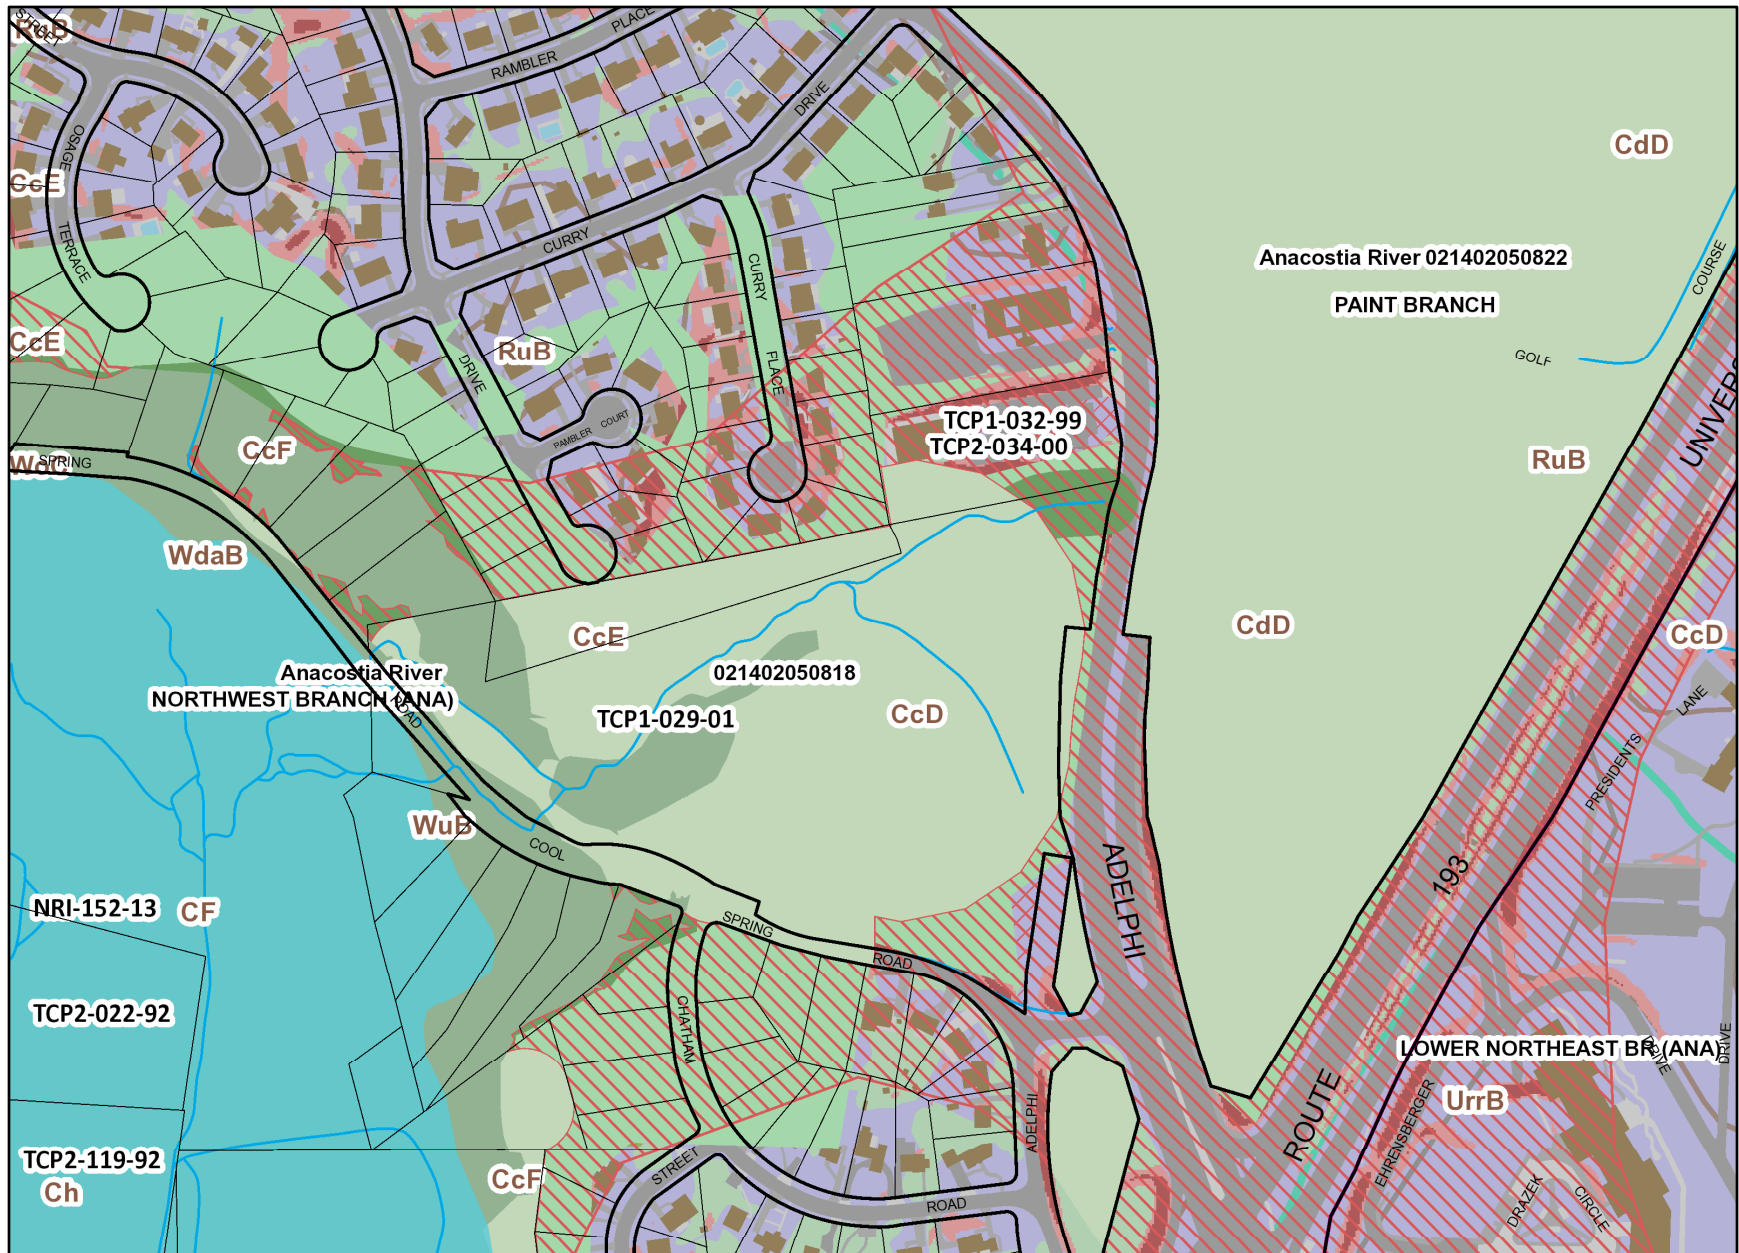 STREET
RuB
RAMBLER
PLACE
DRIVE
OSAGE
CcE
TERRACE
CURRY
CURRY
PLACE
CcE
DRIVE
RuB
RAMBLER COURT
CdD
Anacostia River 021402050822
PAINT BRANCH
COURSE
GOLF
TCP1-032-99
TCP2-034-00
RuB
CcF
SPRING
WdaB
CcE
CdD
CcD
Anacostia River
NORTHWEST BRANCH (ANA)
ROAD
021402050818
TCP1-029-01
CcD
LANE
PRESIDENTS
WuB
COOL
ADELPHI
193
NRI-152-13
CF
SPRING
ROAD
TCP2-022-92
CHATHAM
LOWER NORTHEAST BR (ANA)
DRIVE
DRIVE
ROUTE
UrrB
EHRENSBERGER
ADELPHI
TCP2-119-92
Ch
CcF
STREET
ROAD
DRAZEK
CIRCLE